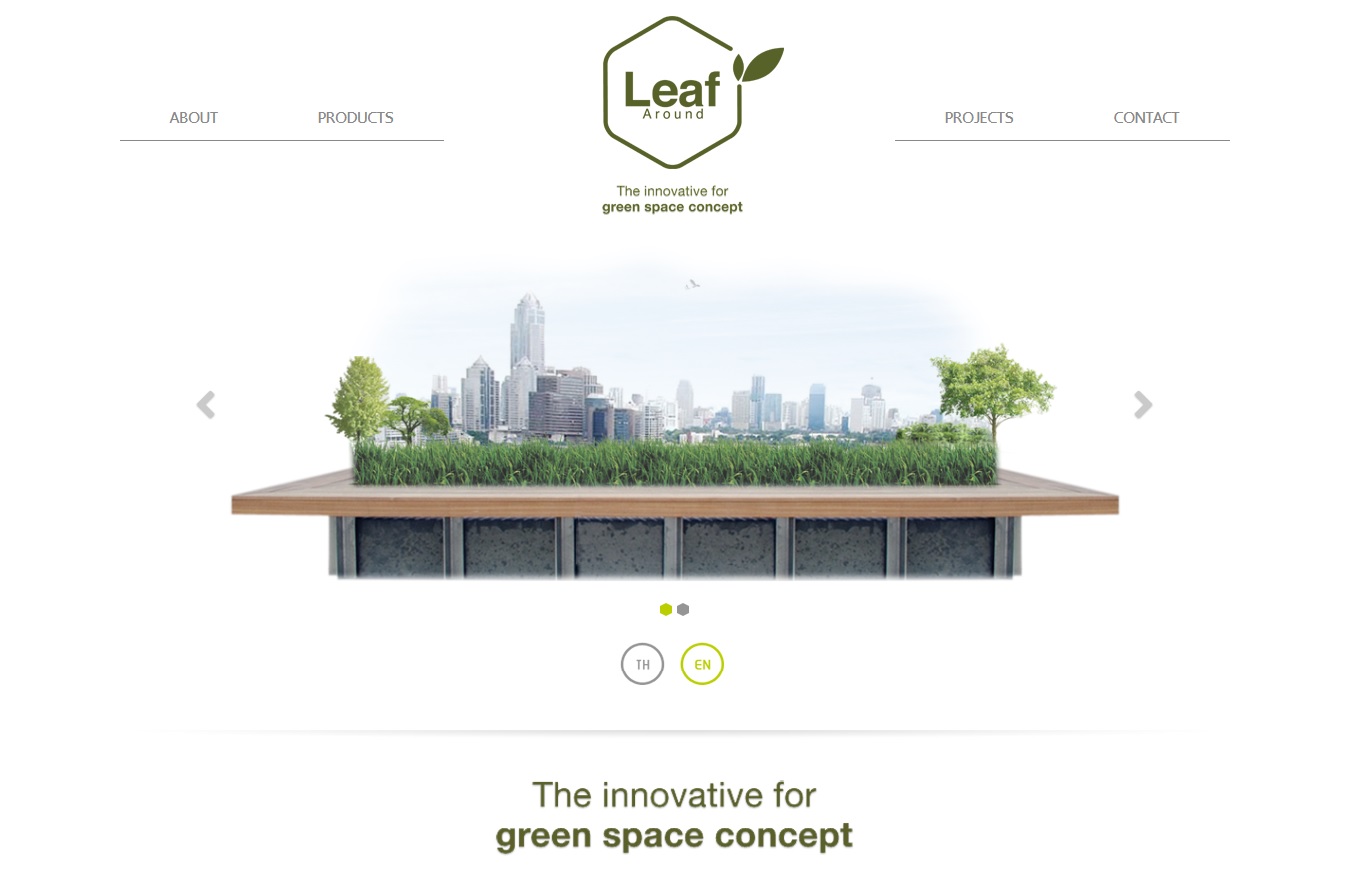 ABOUT
PRODUCTS
Leaf
Around
PROJECTS
CONTACT
The innovative for
green space concept
TH
EN
The innovative for
green space concept